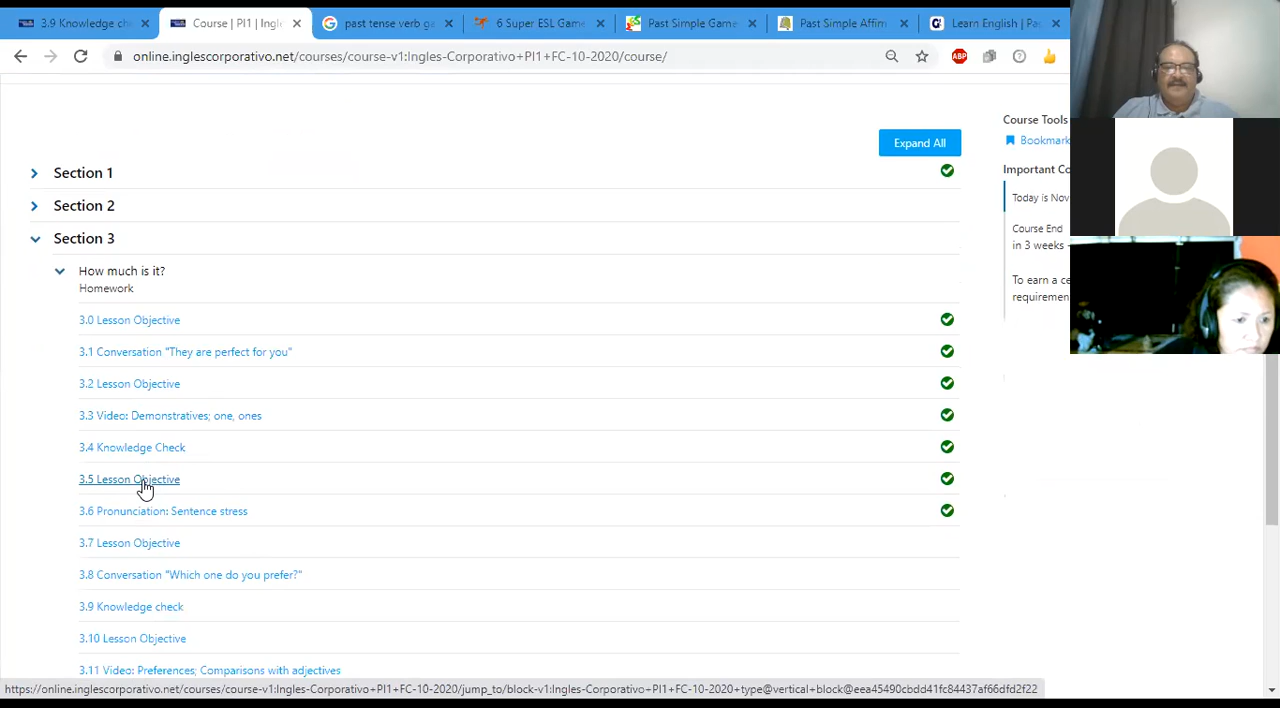 3.9 Knowledge che
Course | PI1 | Ingl
past tense verb ga
6 Super ESL Game
Past Simple Game
Past Simple Affirm
Learn English | Pa
online.inglescorporativo.net/courses/course-v1:Ingles-Corporativo+PI1+FC-10-2020/course/
ABP
Expand All
Course Tools
Bookmark
Section 1
Important Co
Section 2
Today is Nov
Section 3
Course End
in 3 weeks -
How much is it?
Homework
To earn a ce
requiremen
3.0 Lesson Objective
3.1 Conversation "They are perfect for you"
3.2 Lesson Objective
3.3 Video: Demonstratives; one, ones
3.4 Knowledge Check
3.5 Lesson Objective
3.6 Pronunciation: Sentence stress
3.7 Lesson Objective
3.8 Conversation "Which one do you prefer?"
3.9 Knowledge check
3.10 Lesson Objective
3.11 Video: Preferences; Comparisons with adjectives
https://online.inglescorporativo.net/courses/course-v1:Ingles-Corporativo+PI1+FC-10-2020/jump_to/block-v1:Ingles-Corporativo+PI1+FC-10-2020+type@vertical+block@eea45490cbdd41fc84437af66dfd2f22